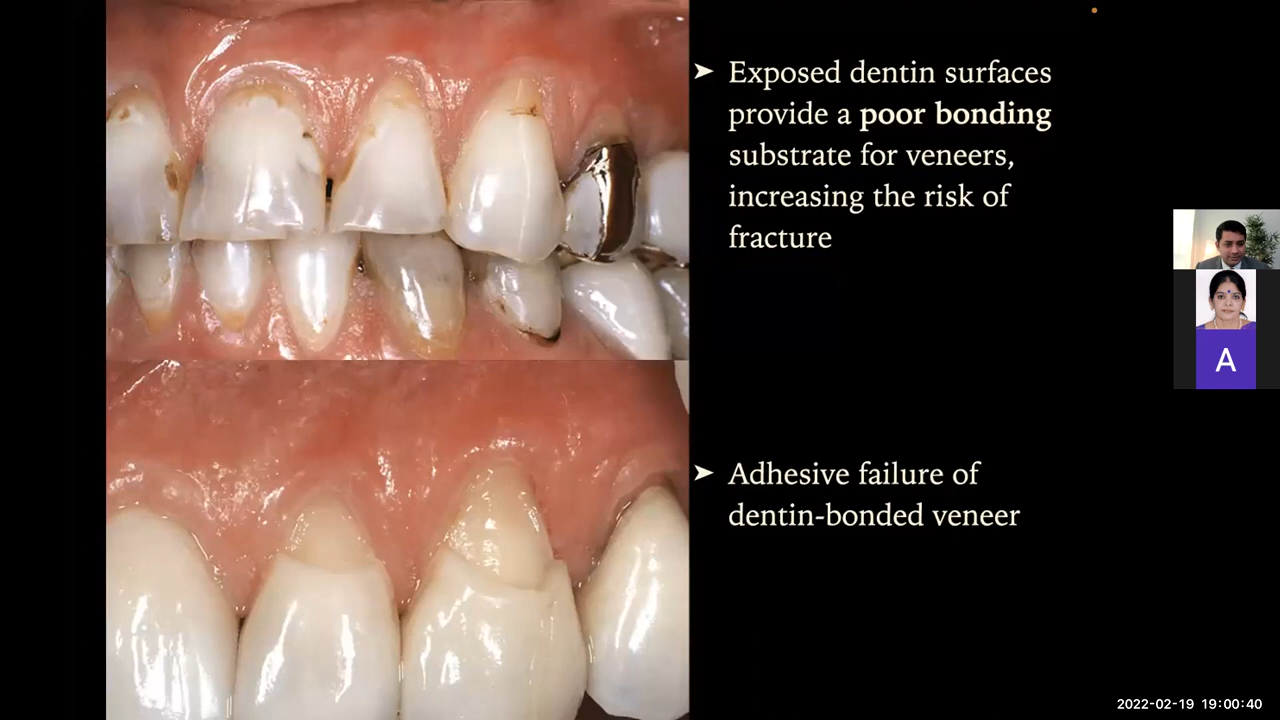 ➤ Exposed dentin surfaces
provide a poor bonding
substrate for veneers,
increasing the risk of
fracture
A
➤ Adhesive failure of
dentin-bonded veneer
2022-02-19 19:00:40